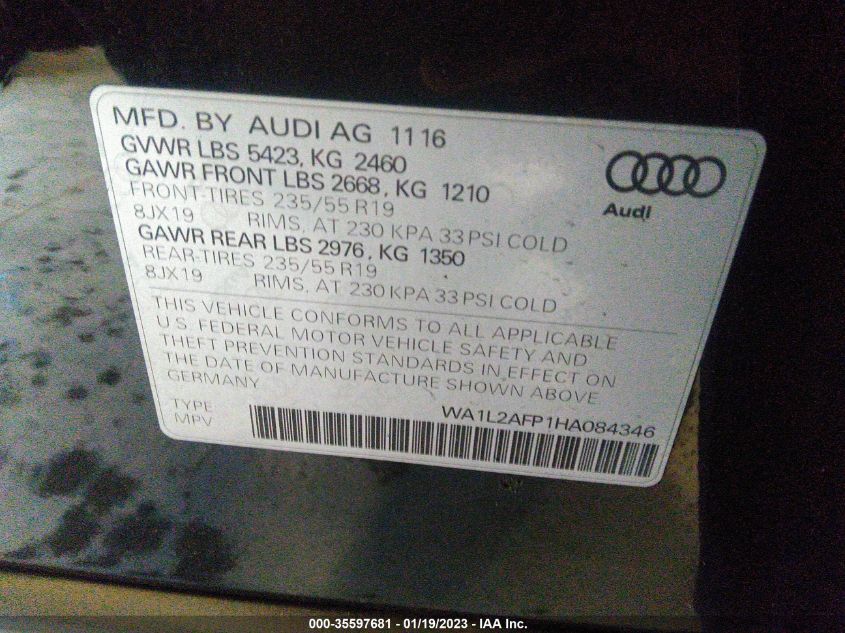 MFD. BY AUDI AG 11 16
GVWR LBS 5423, KG 2460
GAWR FRONT LBS 2668, KG 1210
FRONT-TIRES 235/55 R19
8JX19 RIMS, AT 230 KPA 33 PSI COLD
GAWR REAR LBS 2976, KG 1350
REAR-TIRES 235/55 R19
8JX19 RIMS, AT 230 KPA 33 PSI COLD
Audi
THIS VEHICLE CONFORMS TO ALL APPLICABLE
U.S. FEDERAL MOTOR VEHICLE SAFETY AND
THEFT PREVENTION STANDARDS IN EFFECT ON
THE DATE OF MANUFACTURE SHOWN ABOVE
GERMANY
TYPE WA1L2AFP1HA084346
MPV
000-35597681 - 01/19/2023 - IAA Inc.